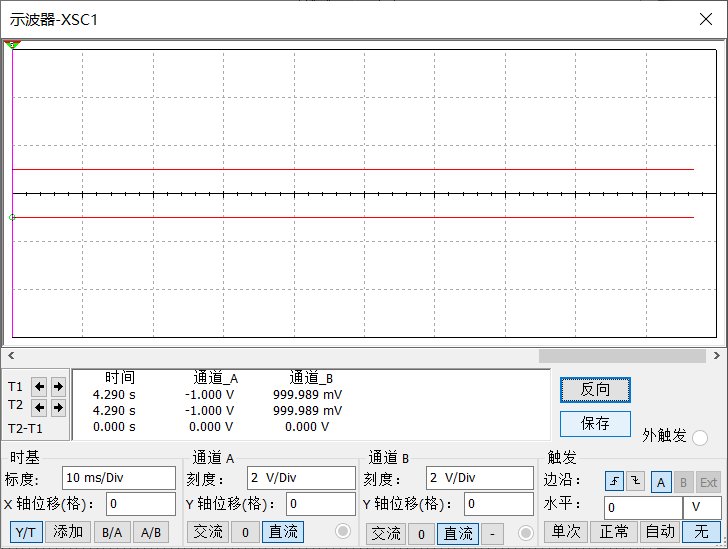 示波器-XSC1
时间 通道_A 通道_B
T1 4.290 s -1.000 V 999.989 mV
T2 4.290 s -1.000 V 999.989 mV
T2-T1 0.000 s 0.000 V 0.000 V
反向
保存
外触发
时基 通道 A 通道 B 触发
标度: 10 ms/Div 刻度: 2 V/Div 刻度: 2 V/Div 边沿: A B Ext
X 轴位移(格): 0 Y 轴位移(格): 0 Y 轴位移(格): 0 水平: 0 V
Y/T 添加 B/A A/B 交流 0 直流 交流 0 直流 - 单次 正常 自动 无